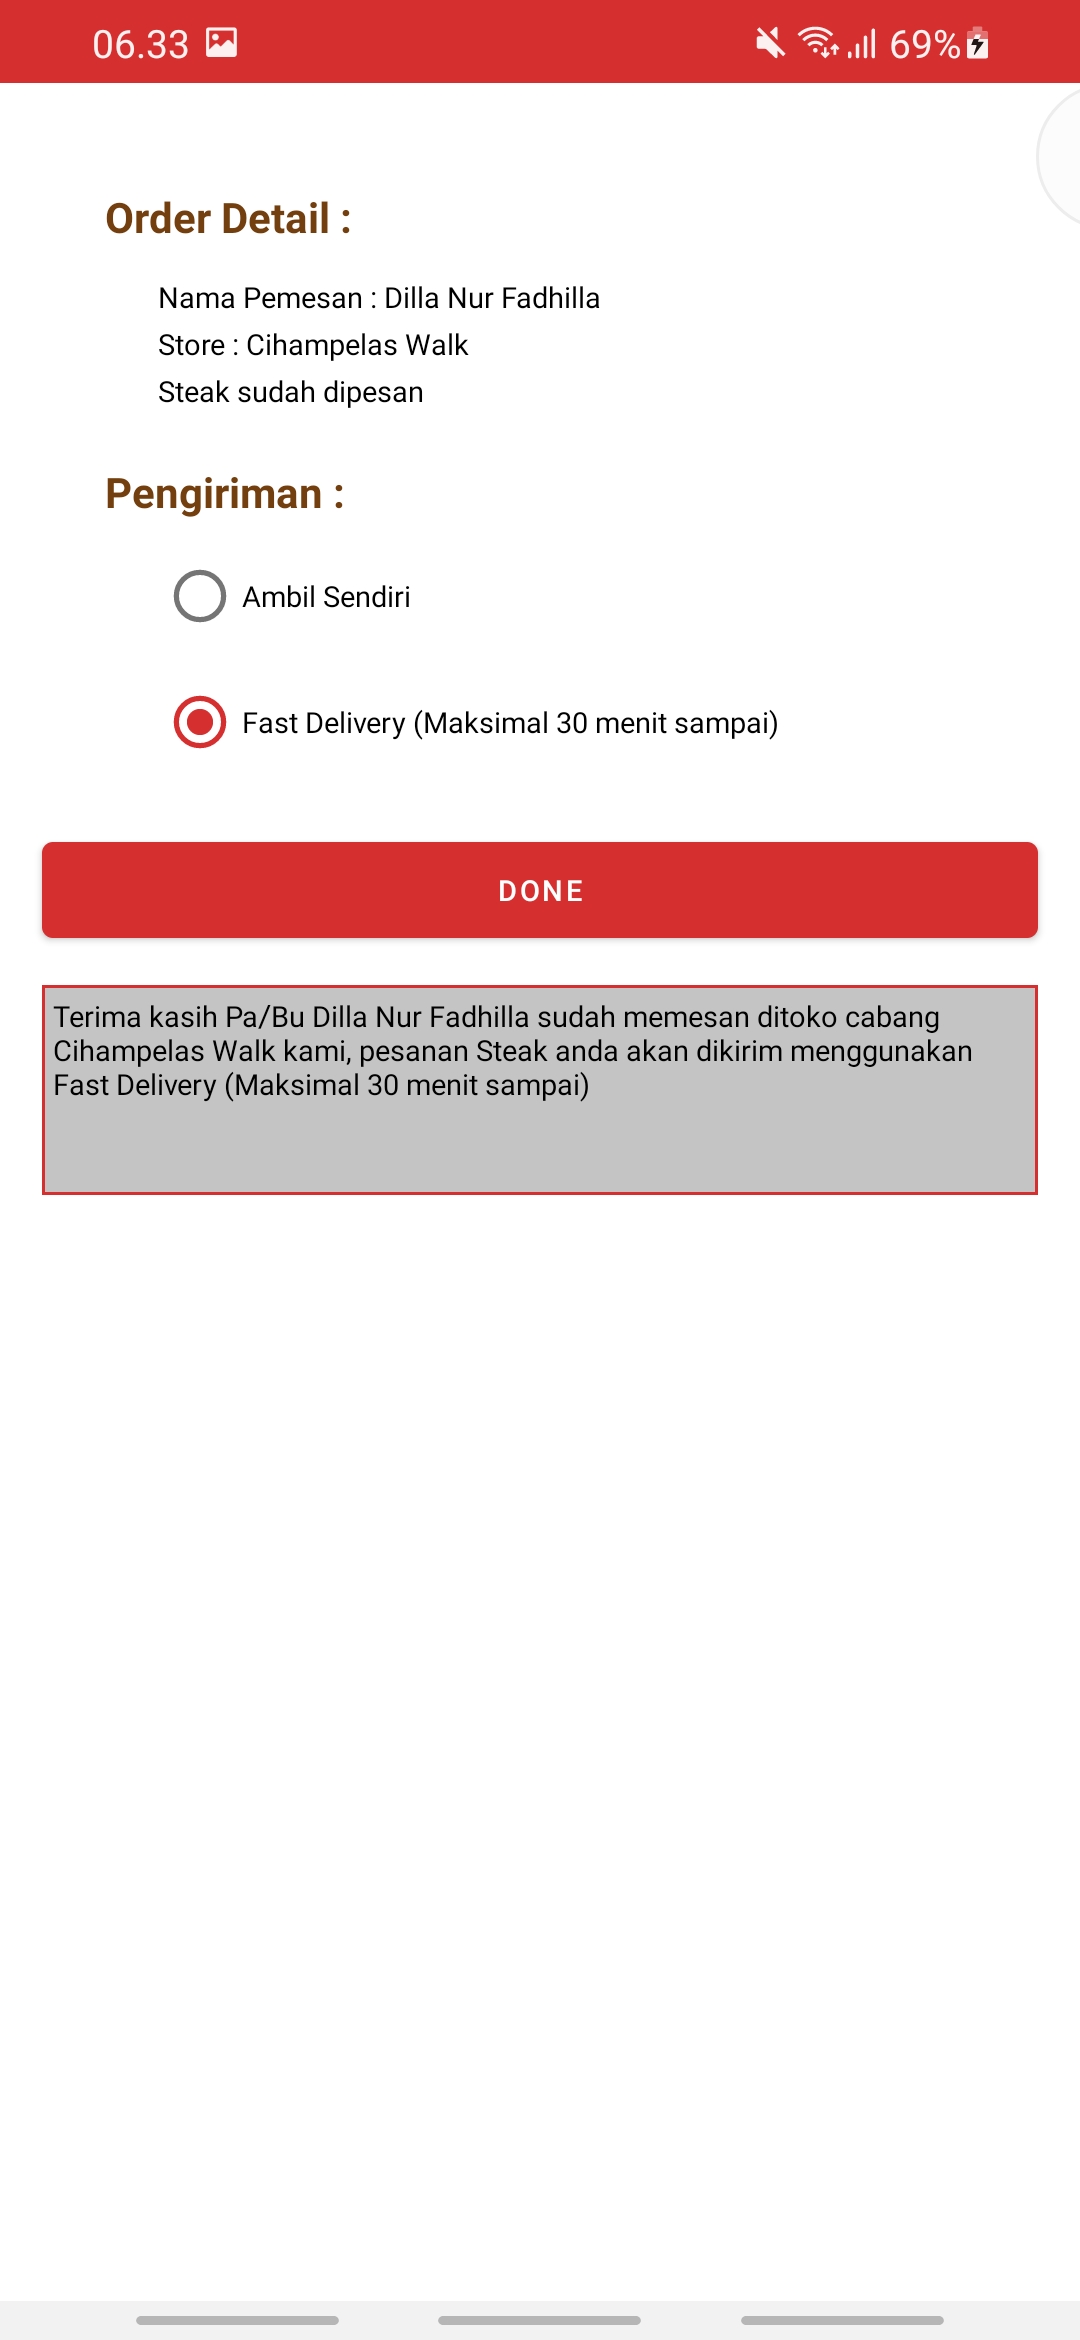 06.33
69%
Order Detail :
Nama Pemesan : Dilla Nur Fadhilla
Store : Cihampelas Walk
Steak sudah dipesan
Pengiriman :
Ambil Sendiri
Fast Delivery (Maksimal 30 menit sampai)
DONE
Terima kasih Pa/Bu Dilla Nur Fadhilla sudah memesan ditoko cabang
Cihampelas Walk kami, pesanan Steak anda akan dikirim menggunakan
Fast Delivery (Maksimal 30 menit sampai)